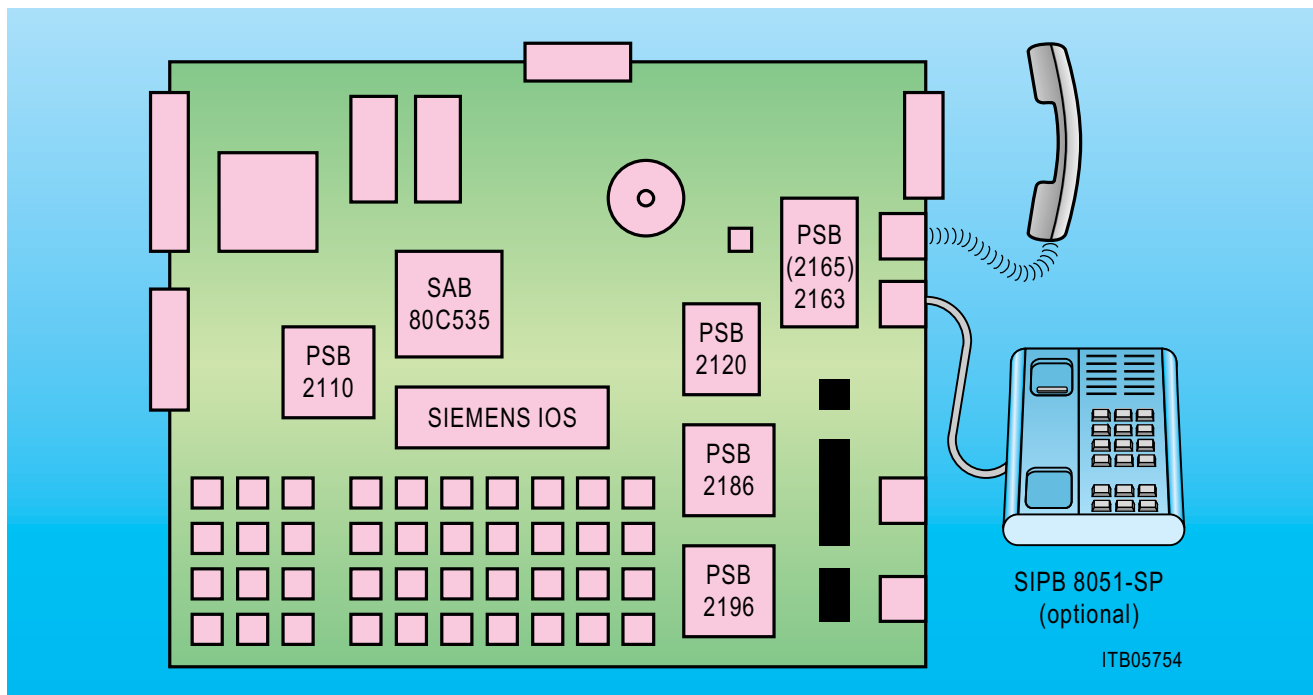 PSB
(2165)
2163
SAB
80C535
PSB
2120
PSB
2110
SIEMENS IOS
PSB
2186
PSB
2196
SIPB 8051-SP
(optional)
ITB05754